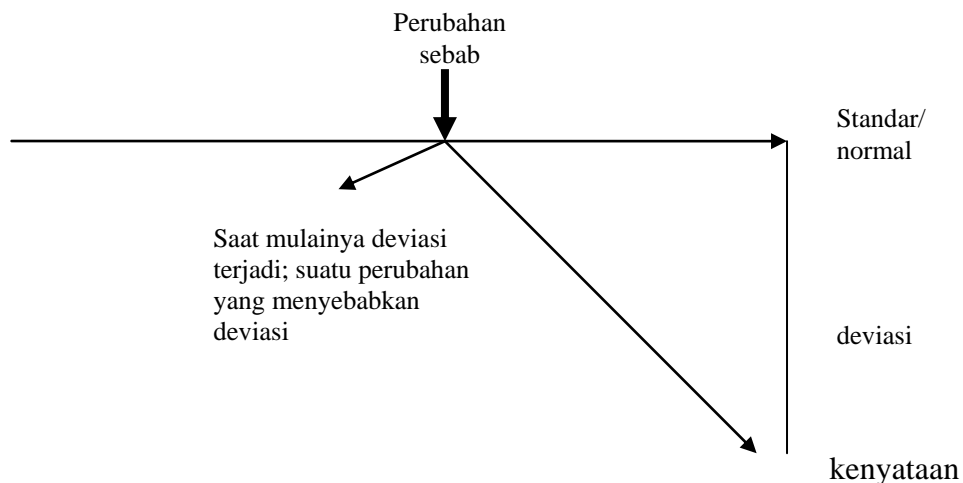 Perubahan
sebab
Standar/
normal
Saat mulainya deviasi
terjadi; suatu perubahan
yang menyebabkan
deviasi
deviasi
kenyataan